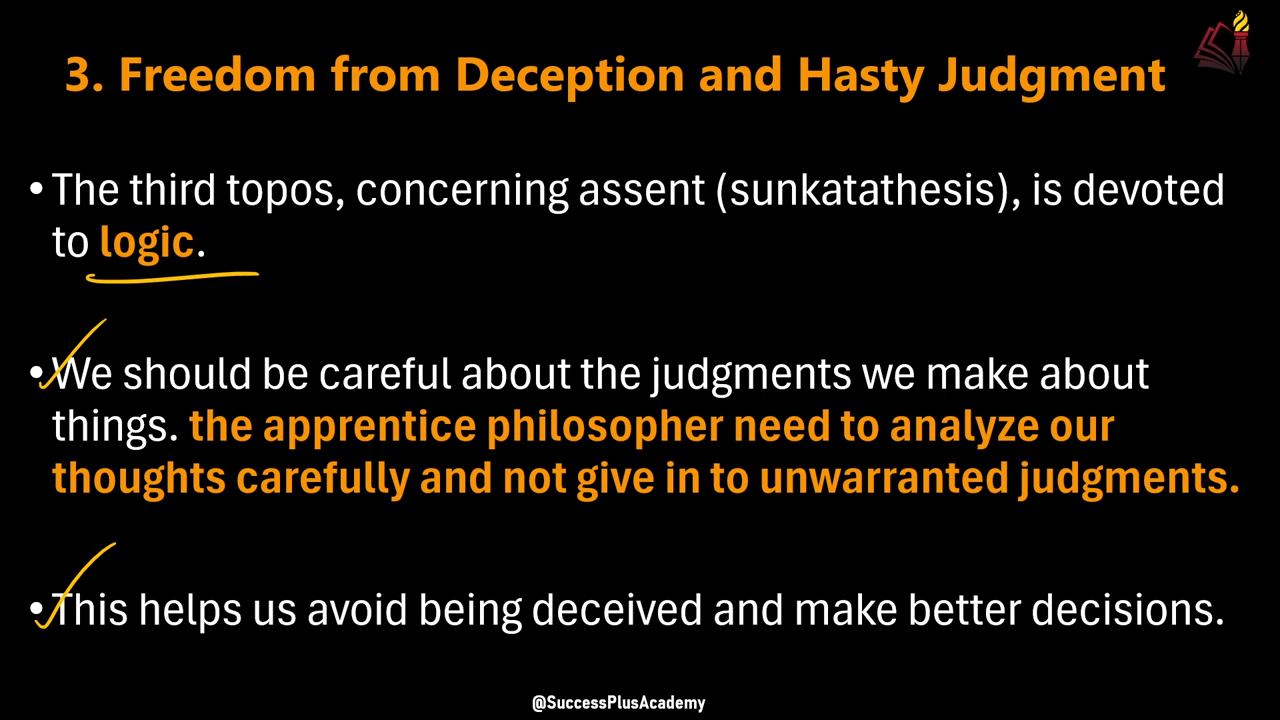 3. Freedom from Deception and Hasty Judgment
• The third topos, concerning assent (sunkatathesis), is devoted
to logic.
• We should be careful about the judgments we make about
things. the apprentice philosopher need to analyze our
thoughts carefully and not give in to unwarranted judgments.
• This helps us avoid being deceived and make better decisions.
@SuccessPlusAcademy